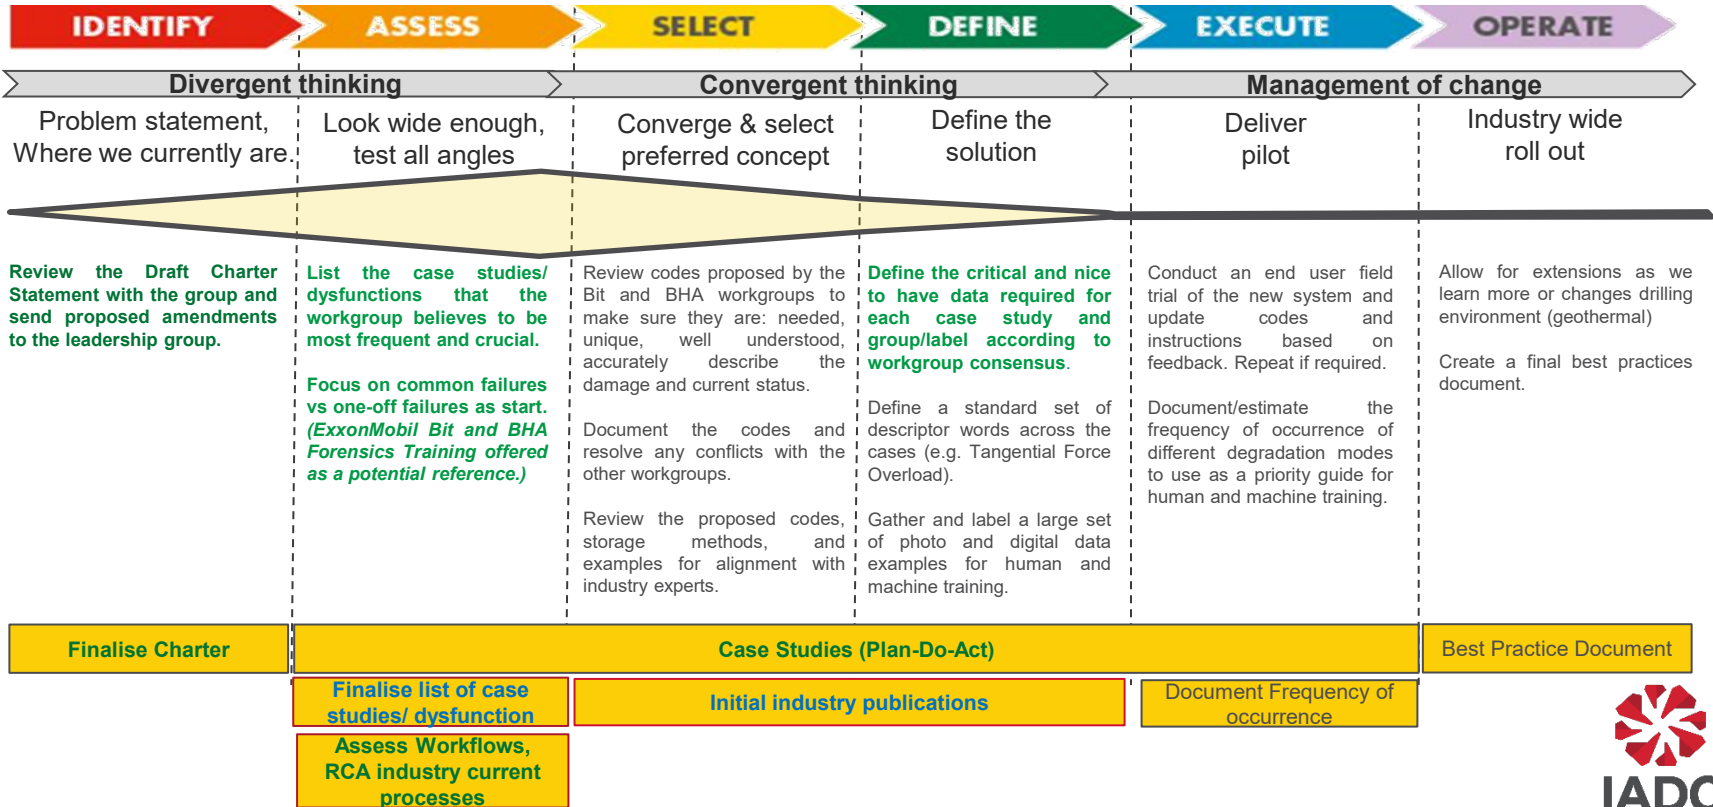 IDENTIFY
ASSESS
SELECT
DEFINE
EXECUTE
OPERATE
Divergent thinking
Convergent thinking
Management of change
Problem statement,
Where we currently are.
Look wide enough,
test all angles
Converge & select
preferred concept
Define the
solution
Deliver
pilot
Industry wide
roll out
Review the Draft Charter
Statement with the group and
send proposed amendments
to the leadership group.
List the case studies/
dysfunctions that the
workgroup believes to be
most frequent and crucial.
Focus on common failures
vs one-off failures as start.
(ExxonMobil Bit and BHA
Forensics Training offered
as a potential reference.)
Review codes proposed by the
Bit and BHA workgroups to
make sure they are: needed,
unique, well understood,
accurately describe the
damage and current status.
Document the codes and
resolve any conflicts with the
other workgroups.
Review the proposed codes,
storage methods, and
examples for alignment with
industry experts.
Define the critical and nice
to have data required for
each case study and
group/label according to
workgroup consensus.
Define a standard set of
descriptor words across the
cases (e.g. Tangential Force
Overload).
Gather and label a large set
of photo and digital data
examples for human and
machine training.
Conduct an end user field
trial of the new system and
update codes and
instructions based on
feedback. Repeat if required.
Document/estimate the
frequency of occurrence of
different degradation modes
to use as a priority guide for
human and machine training.
Allow for extensions as we
learn more or changes drilling
environment (geothermal)
Create a final best practices
document.
Finalise Charter
Case Studies (Plan-Do-Act)
Best Practice Document
Finalise list of case
studies/ dysfunction
Initial industry publications
Document Frequency of
occurrence
Assess Workflows,
RCA industry current
processes
IADC